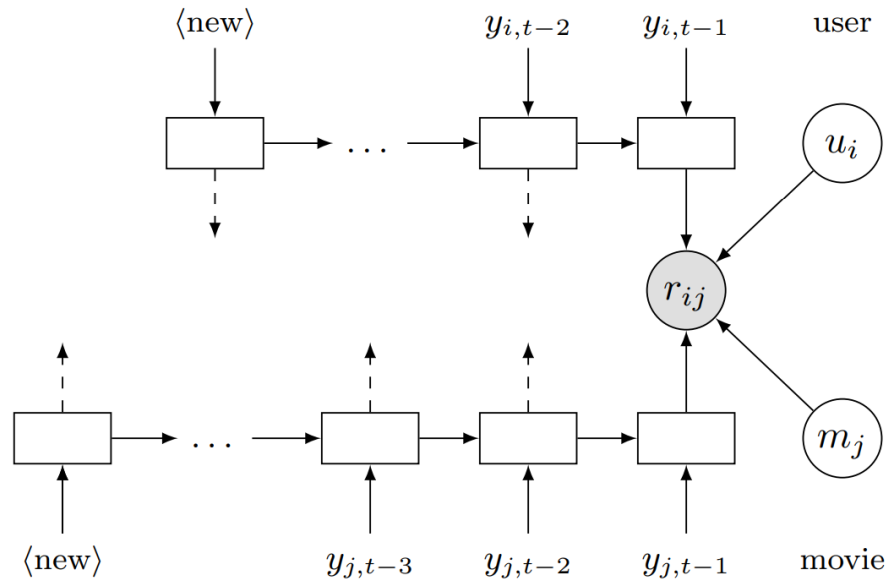 ⟨new⟩ y_{i,t−2} y_{i,t−1} user
... u_i
r_{ij}
... m_j
⟨new⟩ y_{j,t−3} y_{j,t−2} y_{j,t−1} movie